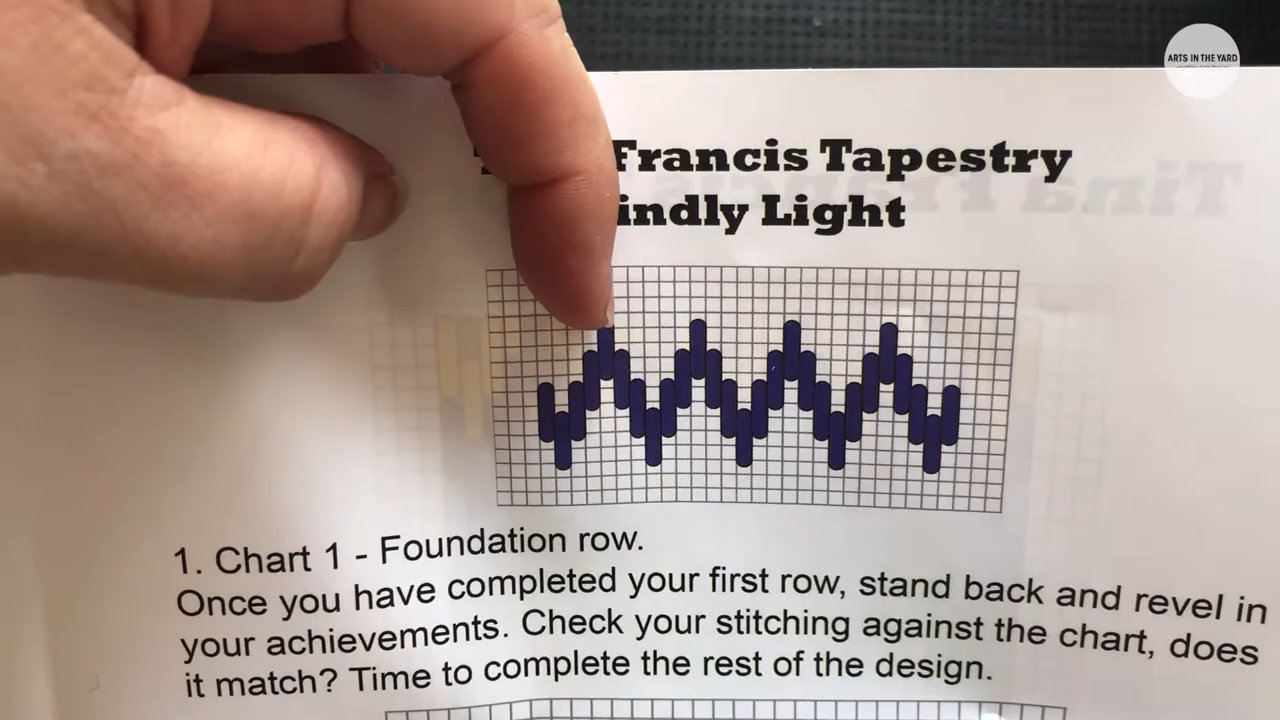 ARTS IN THE YARD
Francis Tapestry
indly Light
1. Chart 1 - Foundation row.
Once you have completed your first row, stand back and revel in
your achievements. Check your stitching against the chart, does
it match? Time to complete the rest of the design.